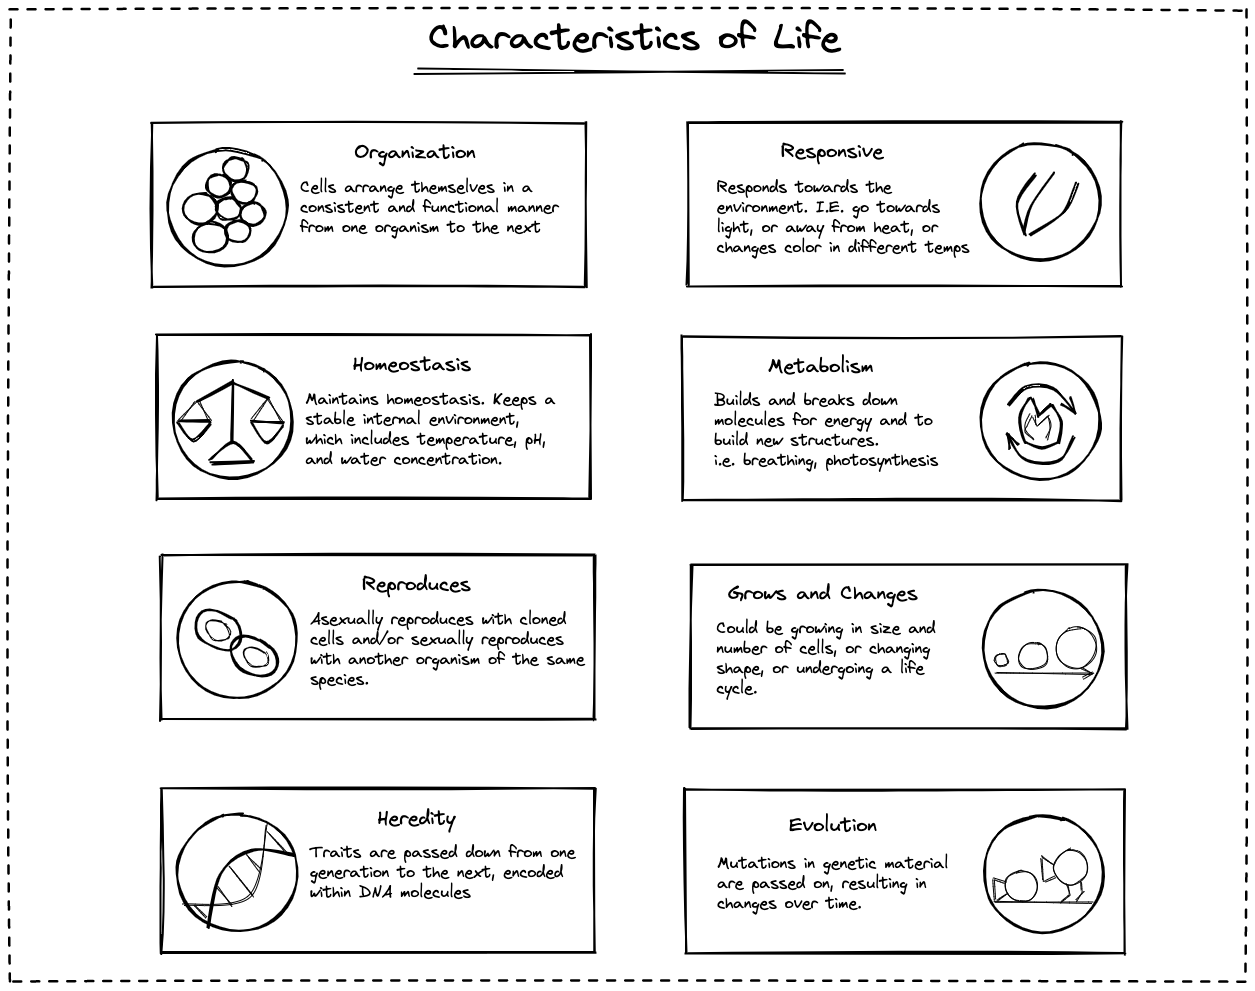 Characteristics of Life
Organization
Cells arrange themselves in a
consistent and functional manner
from one organism to the next
Responsive
Responds towards the
environment. I.E. go towards
light, or away from heat, or
changes color in different temps
Homeostasis
Maintains homeostasis. Keeps a
stable internal environment,
which includes temperature, pH,
and water concentration.
Metabolism
Builds and breaks down
molecules for energy and to
build new structures.
i.e. breathing, photosynthesis
Reproduces
Asexually reproduces with cloned
cells and/or sexually reproduces
with another organism of the same
species.
Grows and Changes
Could be growing in size and
number of cells, or changing
shape, or undergoing a life
cycle.
Heredity
Traits are passed down from one
generation to the next, encoded
within DNA molecules
Evolution
Mutations in genetic material
are passed on, resulting in
changes over time.